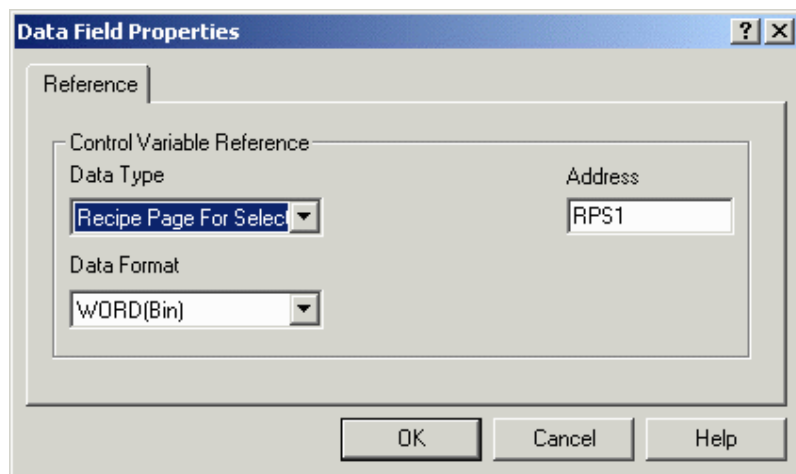 Data Field Properties
Reference
Control Variable Reference
Data Type
Address
Recipe Page For Select
RPS1
Data Format
WORD(Bin)
OK
Cancel
Help